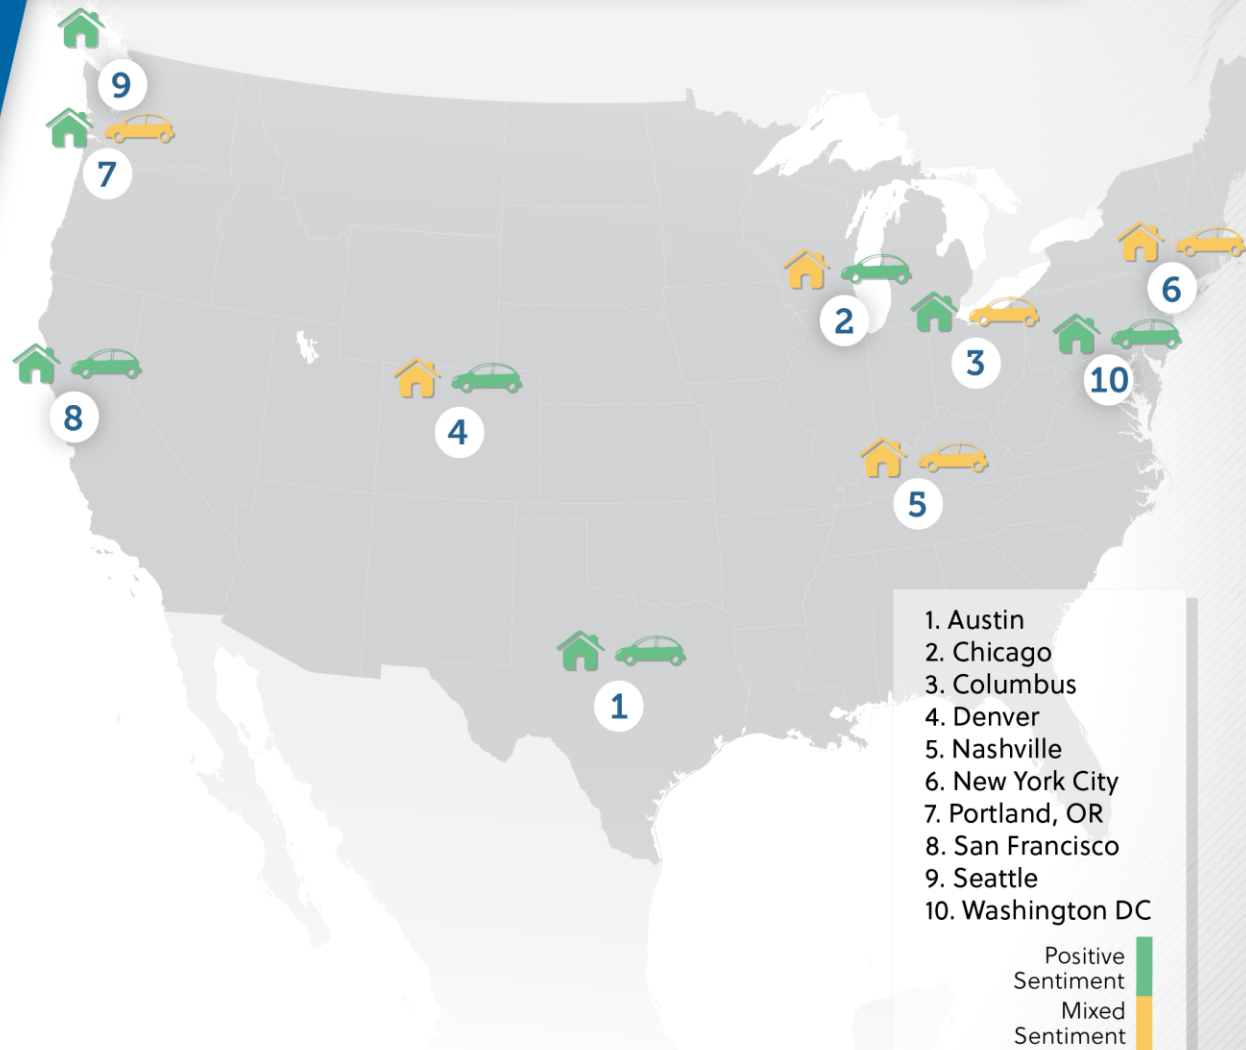 9
7
2
6
3
10
8
4
5
1
1. Austin
2. Chicago
3. Columbus
4. Denver
5. Nashville
6. New York City
7. Portland, OR
8. San Francisco
9. Seattle
10. Washington DC
Positive
Sentiment
Mixed
Sentiment